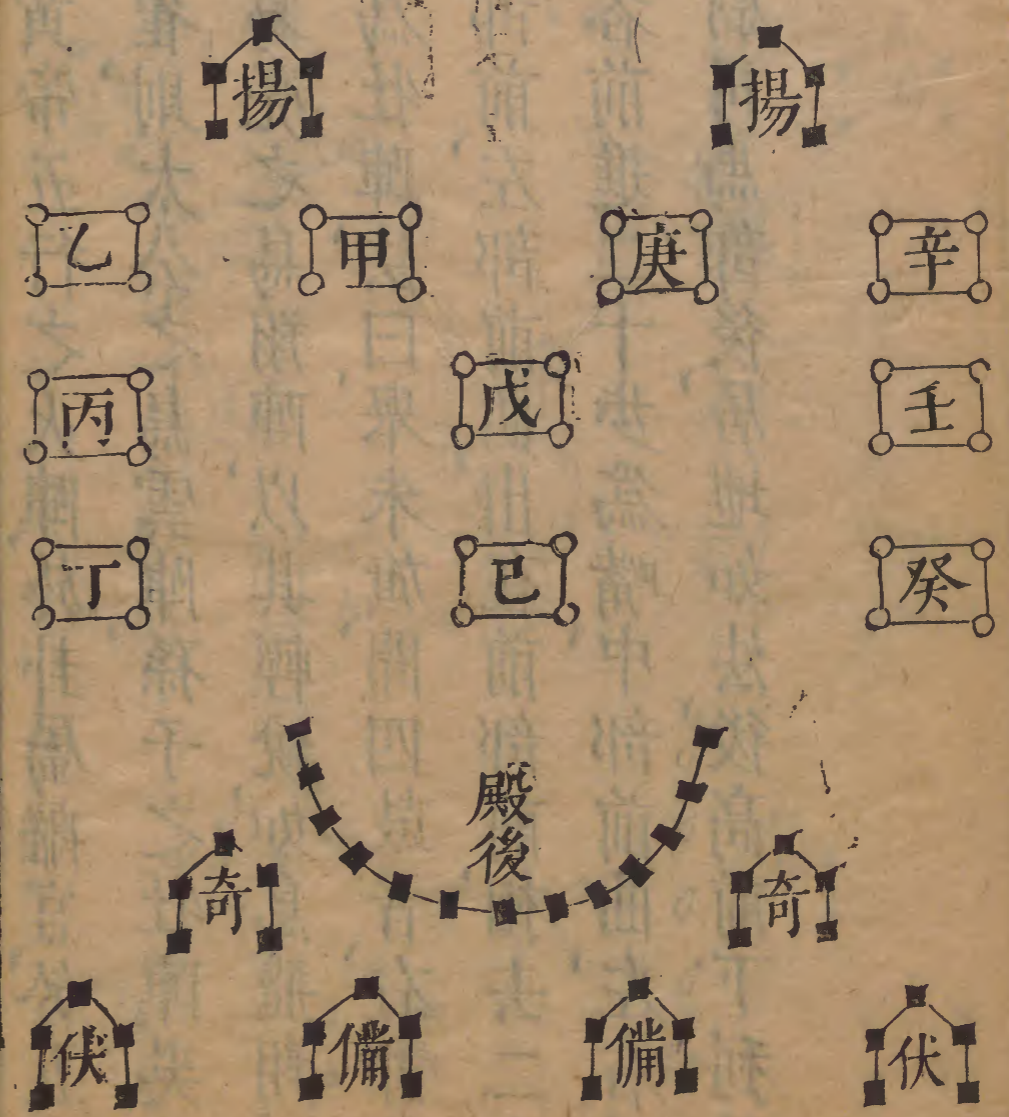 揚 揚
乙 甲 庚 辛
丙 戊 壬
丁 已 癸
殿後
奇 奇
伏 備 備 伏